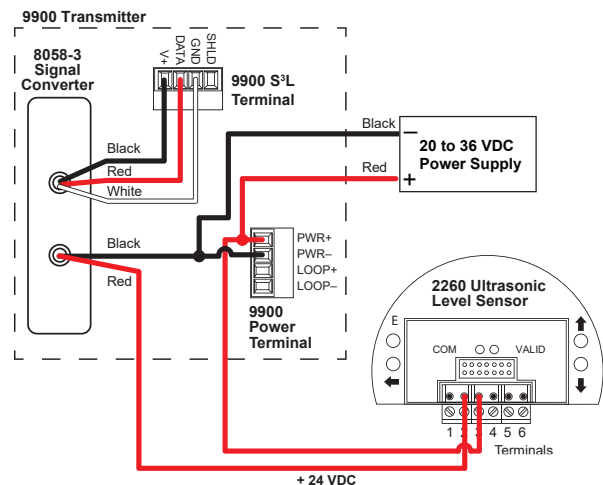 9900 Transmitter
8058-3
Signal
Converter
V+
DATA
GND
SHLD
9900 S³L
Terminal
Black
Red
White
Black
Red
Black
Red
–
+
20 to 36 VDC
Power Supply
PWR+
PWR–
LOOP+
LOOP–
9900
Power
Terminal
2260 Ultrasonic
Level Sensor
E
COM
VALID
1 2 3 4 5 6
Terminals
+ 24 VDC